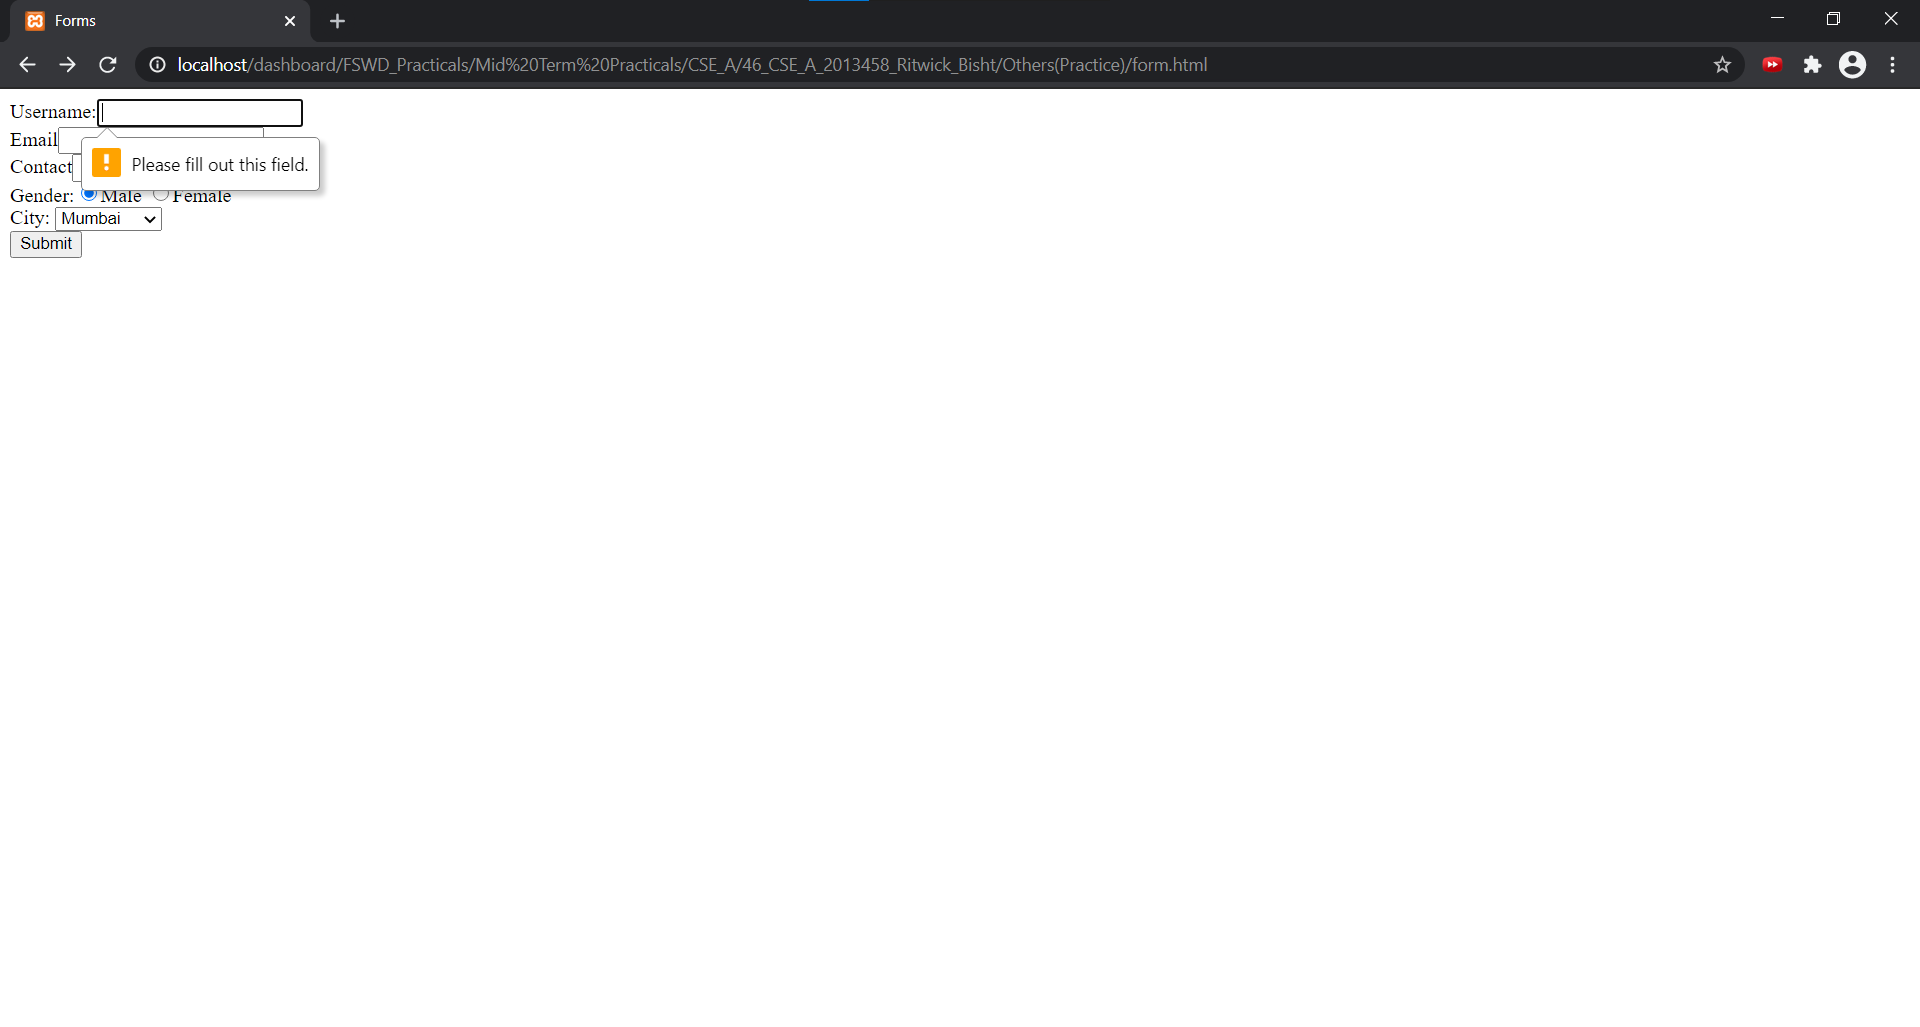 Forms
localhost/dashboard/FSWD_Practicals/Mid%20Term%20Practicals/CSE_A/46_CSE_A_2013458_Ritwick_Bisht/Others(Practice)/form.html
Username:
Email
Please fill out this field.
Contact
Gender: Male Female
City: Mumbai
Submit